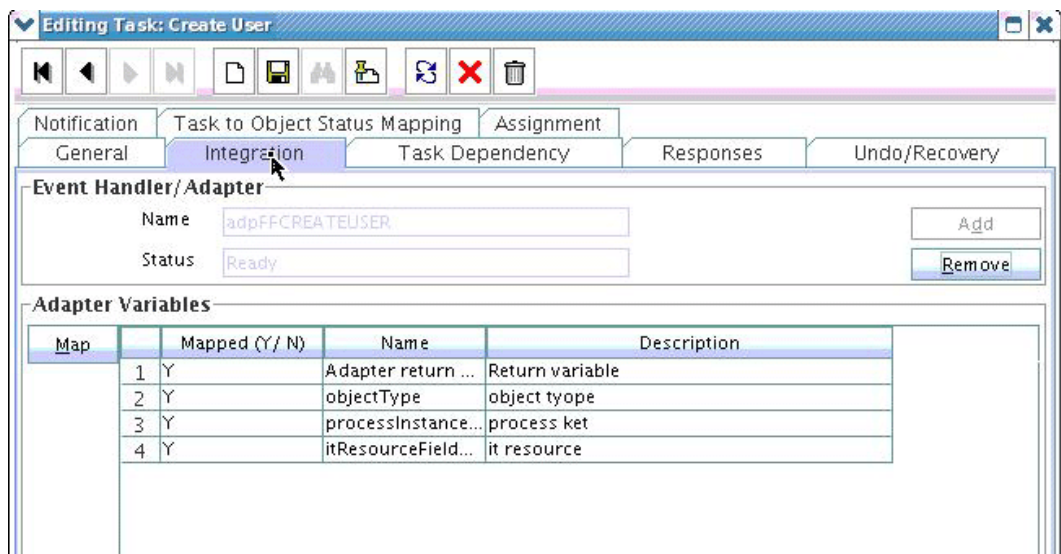 Editing Task: Create User
Notification Task to Object Status Mapping Assignment
General Integration Task Dependency Responses Undo/Recovery
Event Handler/Adapter
Name adpFFCREATEUSER Add
Status Ready Remove
Adapter Variables
Map Mapped (Y/N) Name Description
1 Y Adapter return ... Return variable
2 Y objectType object tyope
3 Y processInstance... process ket
4 Y itResourceField... it resource